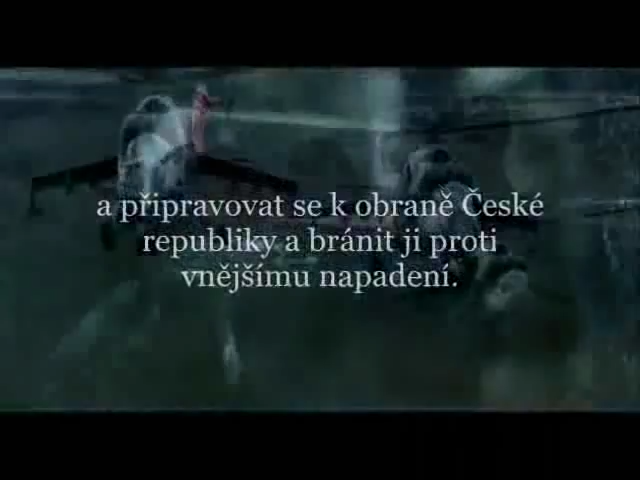 a připravovat se k obraně České
republiky a bránit ji proti
vnějšímu napadení.